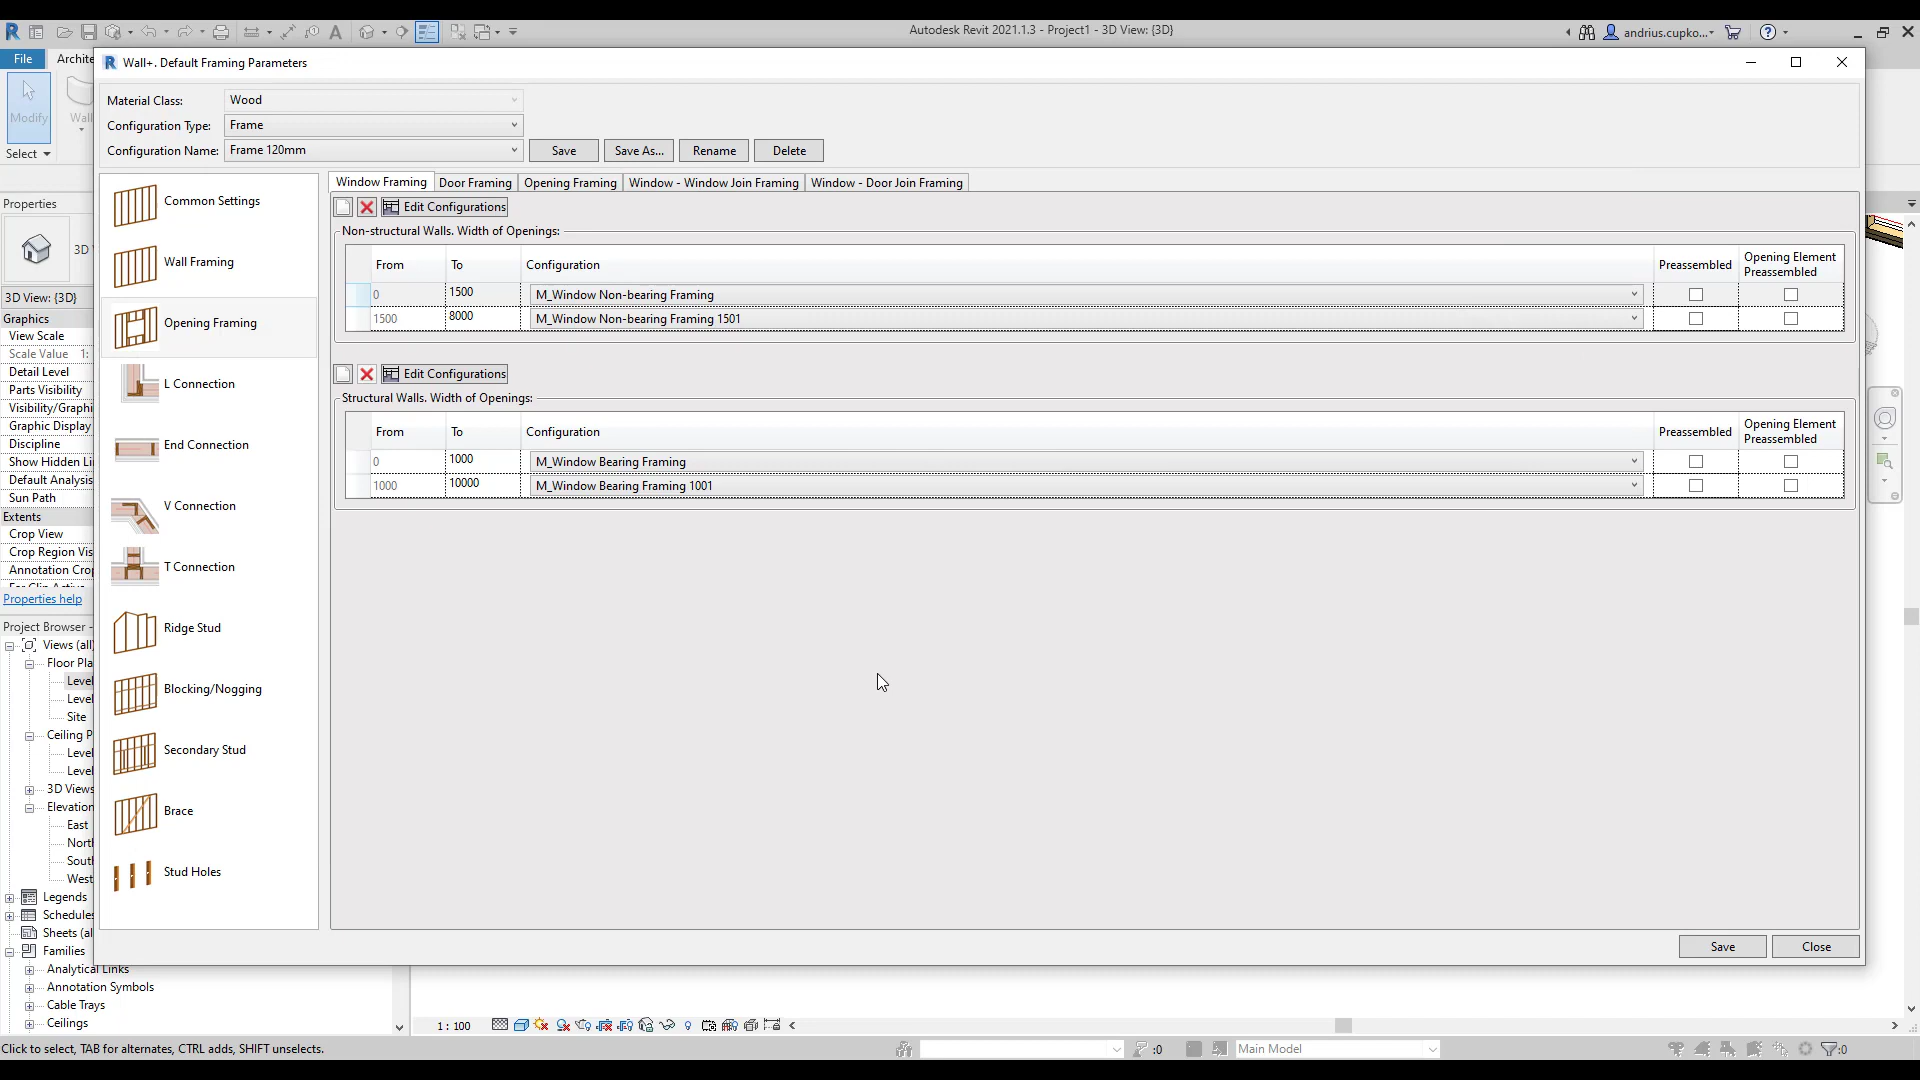 Autodesk Revit 2021.1.3 - Project1 - 3D View: {3D}
andrius.cupko...
File
Archite
Modify
Wall
Select
Wall+. Default Framing Parameters
Material Class: Wood
Configuration Type: Frame
Configuration Name: Frame 120mm
Save
Save As...
Rename
Delete
Common Settings
Wall Framing
Opening Framing
L Connection
End Connection
V Connection
T Connection
Ridge Stud
Blocking/Nogging
Secondary Stud
Brace
Stud Holes
Window Framing
Door Framing
Opening Framing
Window - Window Join Framing
Window - Door Join Framing
Edit Configurations
Non-structural Walls. Width of Openings:
From To Configuration Preassembled Opening Element Preassembled
0 1500 M_Window Non-bearing Framing
1500 8000 M_Window Non-bearing Framing 1501
Edit Configurations
Structural Walls. Width of Openings:
From To Configuration Preassembled Opening Element Preassembled
0 1000 M_Window Bearing Framing
1000 10000 M_Window Bearing Framing 1001
Save
Close
Properties
3D V
3D View: {3D}
Graphics
View Scale
Scale Value 1:
Detail Level
Parts Visibility
Visibility/Graphi
Graphic Display
Discipline
Show Hidden Li
Default Analysis
Sun Path
Extents
Crop View
Crop Region Vis
Annotation Crop
Far Clip Active
Properties help
Project Browser -
Views (all)
Floor Pla
Level
Level
Site
Ceiling P
Level
Level
3D Views
Elevation
East
North
South
West
Legends
Schedules
Sheets (al
Families
Analytical Links
Annotation Symbols
Cable Trays
Ceilings
1 : 100
Click to select, TAB for alternates, CTRL adds, SHIFT unselects.
:0
Main Model
:0